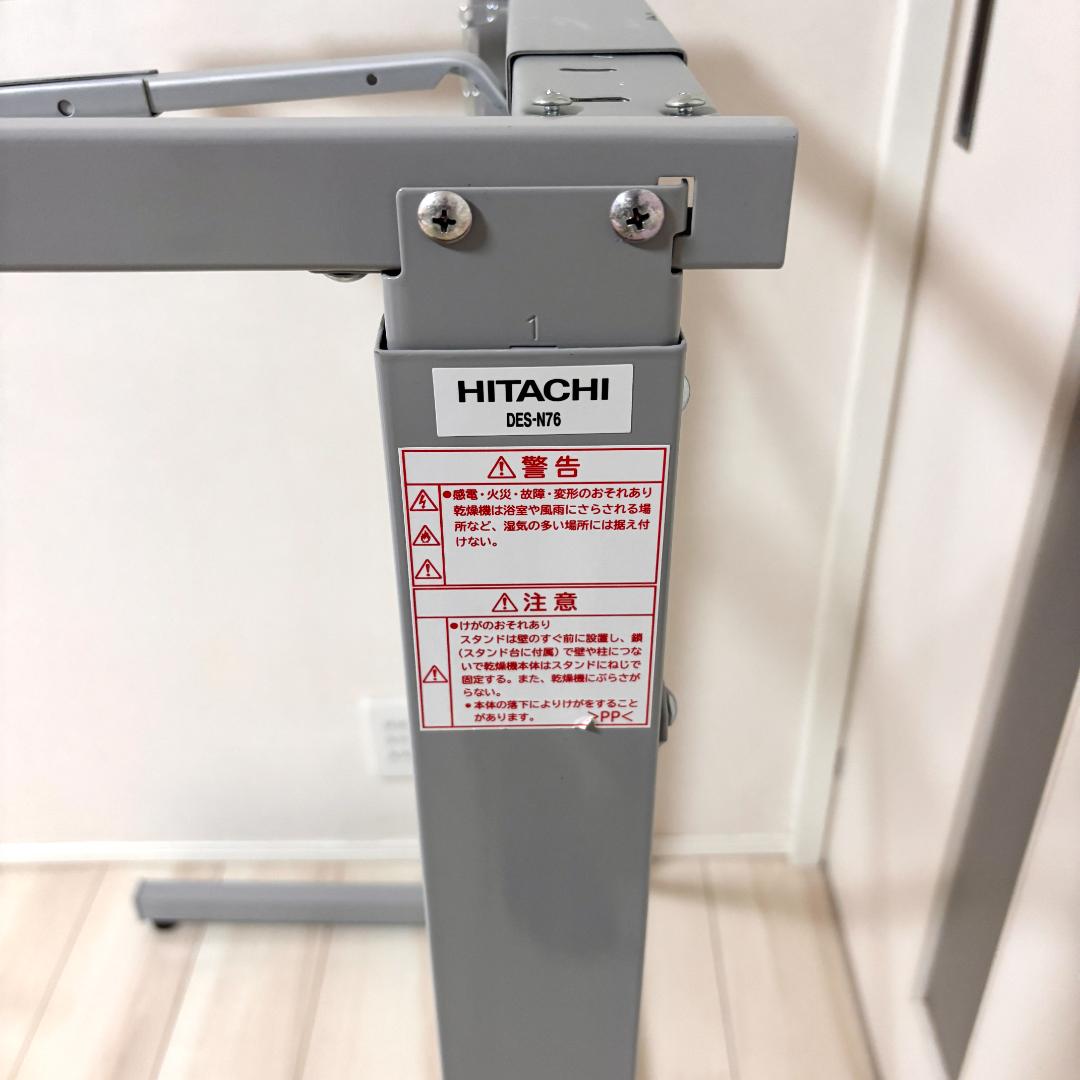 1
HITACHI
DES-N76
警告
●感電・火災・故障・変形のおそれあり
乾燥機は浴室や風雨にさらされる場
所など、湿気の多い場所には据え付
けない。
注意
●けがのおそれあり
スタンドは壁のすぐ前に設置し、鎖
(スタンド台に付属)で壁や柱につな
いで乾燥機本体はスタンドにねじで
固定する。また、乾燥機にぶらさが
らない。
●本体の落下によりけがをすること
があります。 >PP<